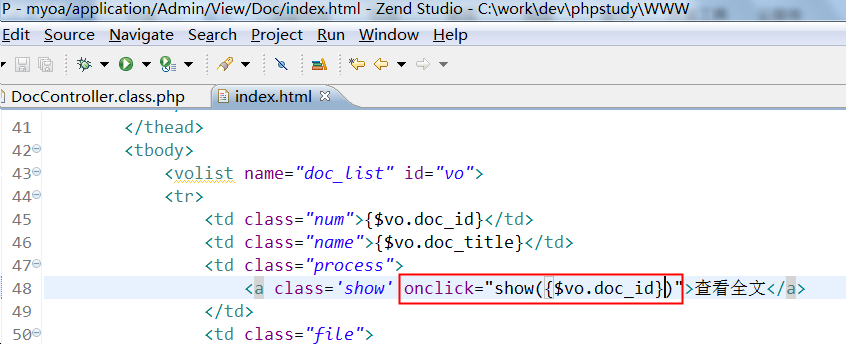 P - myoa/application/Admin/View/Doc/index.html - Zend Studio - C:\work\dev\phpstudy\WWW
Edit Source Navigate Search Project Run Window Help
DocController.class.php index.html
41 </thead>
42 <tbody>
43 <volist name="doc_list" id="vo">
44 <tr>
45 <td class="num">{$vo.doc_id}</td>
46 <td class="name">{$vo.doc_title}</td>
47 <td class="process">
48 <a class='show' onclick="show({$vo.doc_id})">查看全文</a>
49 </td>
50 <td class="file">